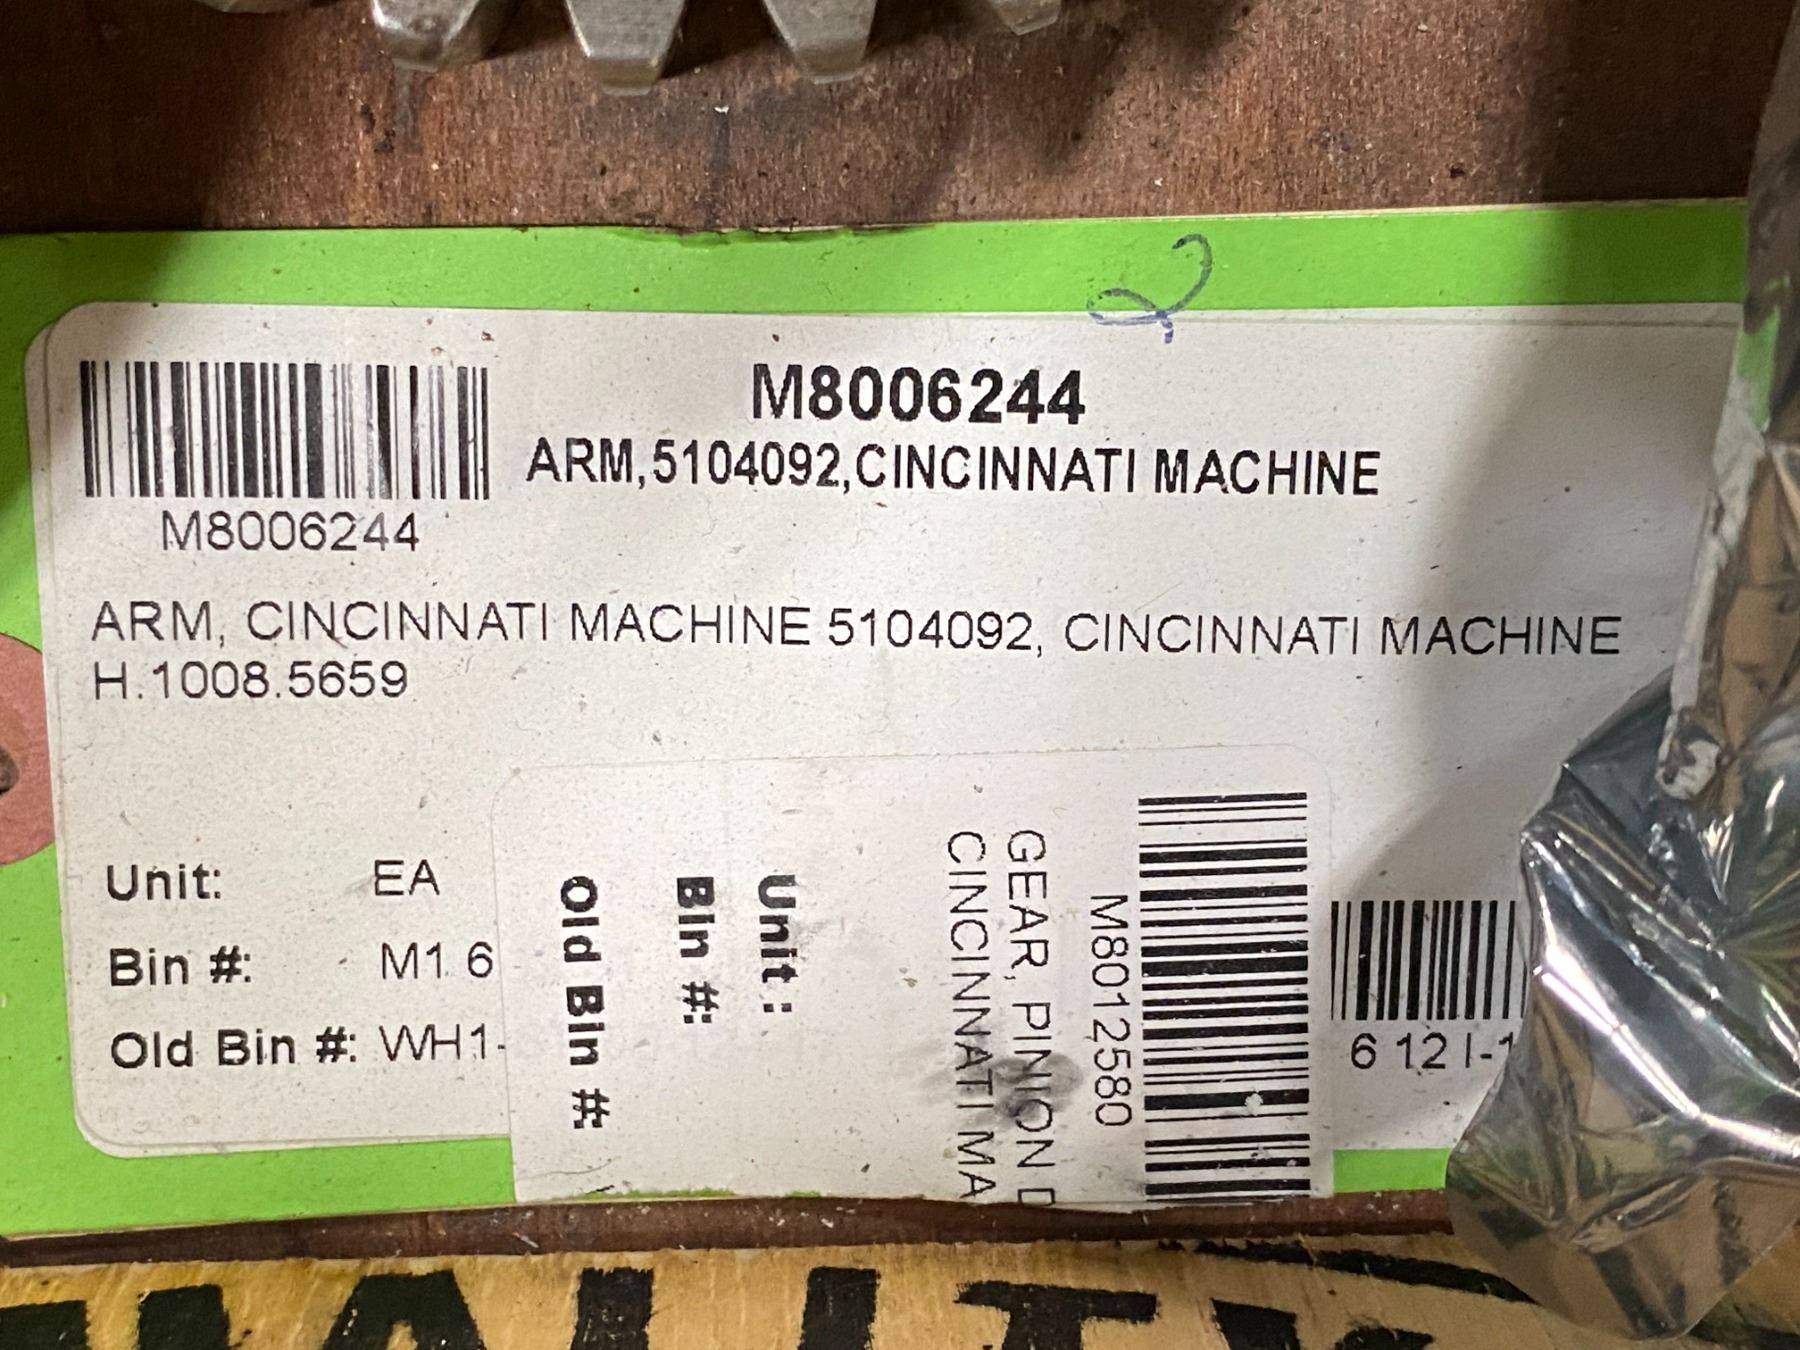 2
M8006244
ARM,5104092,CINCINNATI MACHINE
M8006244
ARM, CINCINNATI MACHINE 5104092, CINCINNATI MACHINE
H.1008.5659
Unit: EA
Bin #: M1 6
Old Bin #: WH1-
6 12 I-1
M8012580
GEAR, PINION D
CINCINNATI MA
Unit :
Bin #:
Old Bin #: